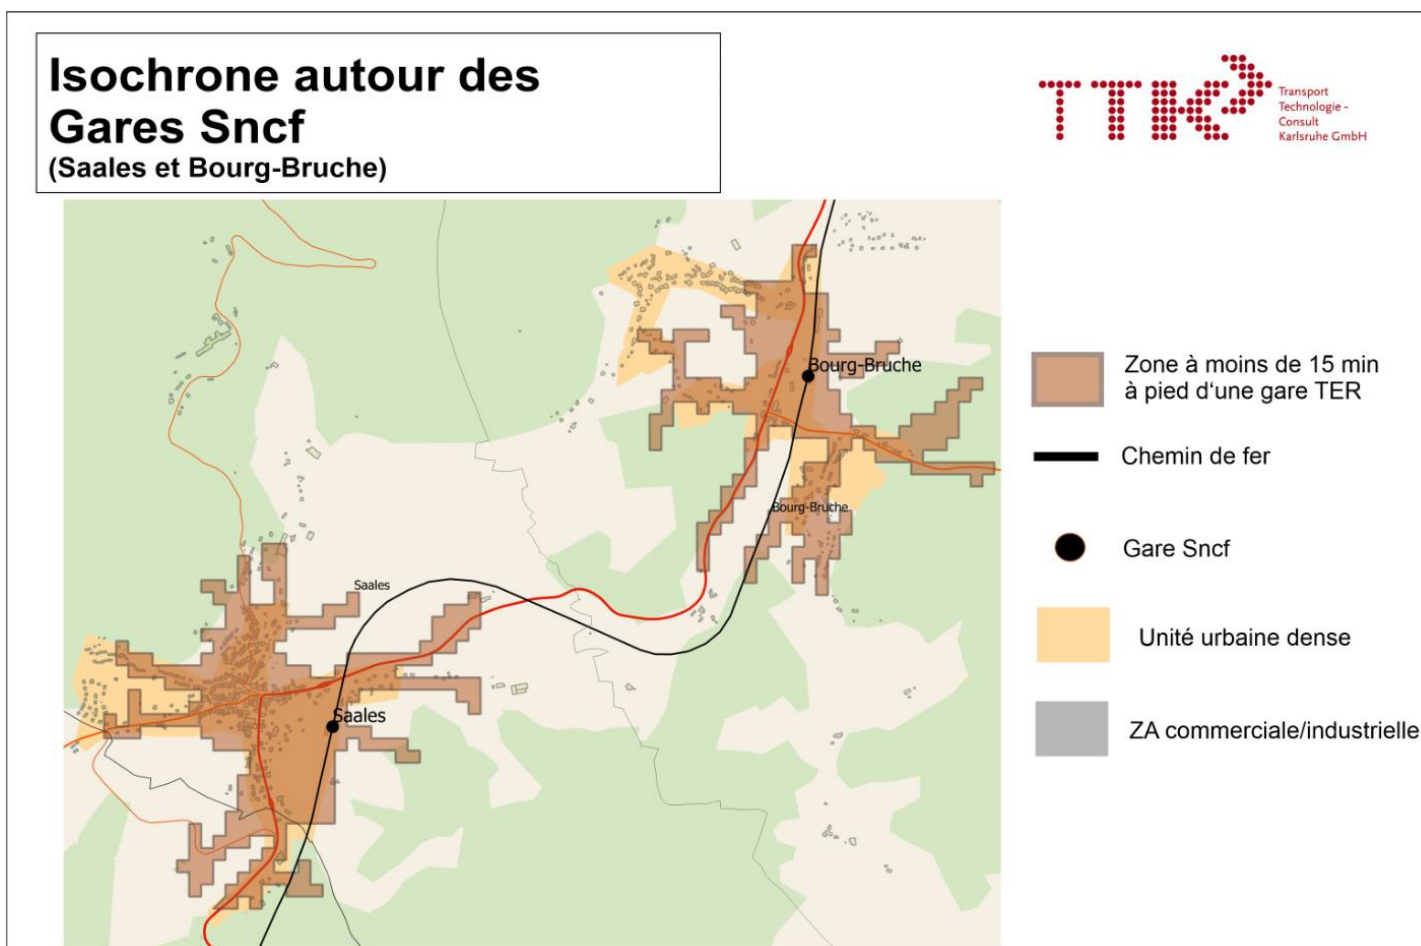 Isochrone autour des
Gares Sncf
(Saales et Bourg-Bruche)
TTK
Transport
Technologie -
Consult
Karlsruhe GmbH
Bourg-Bruche
Bourg-Bruche
Saales
Saales
Zone à moins de 15 min
à pied d‘une gare TER
Chemin de fer
Gare Sncf
Unité urbaine dense
ZA commerciale/industrielle